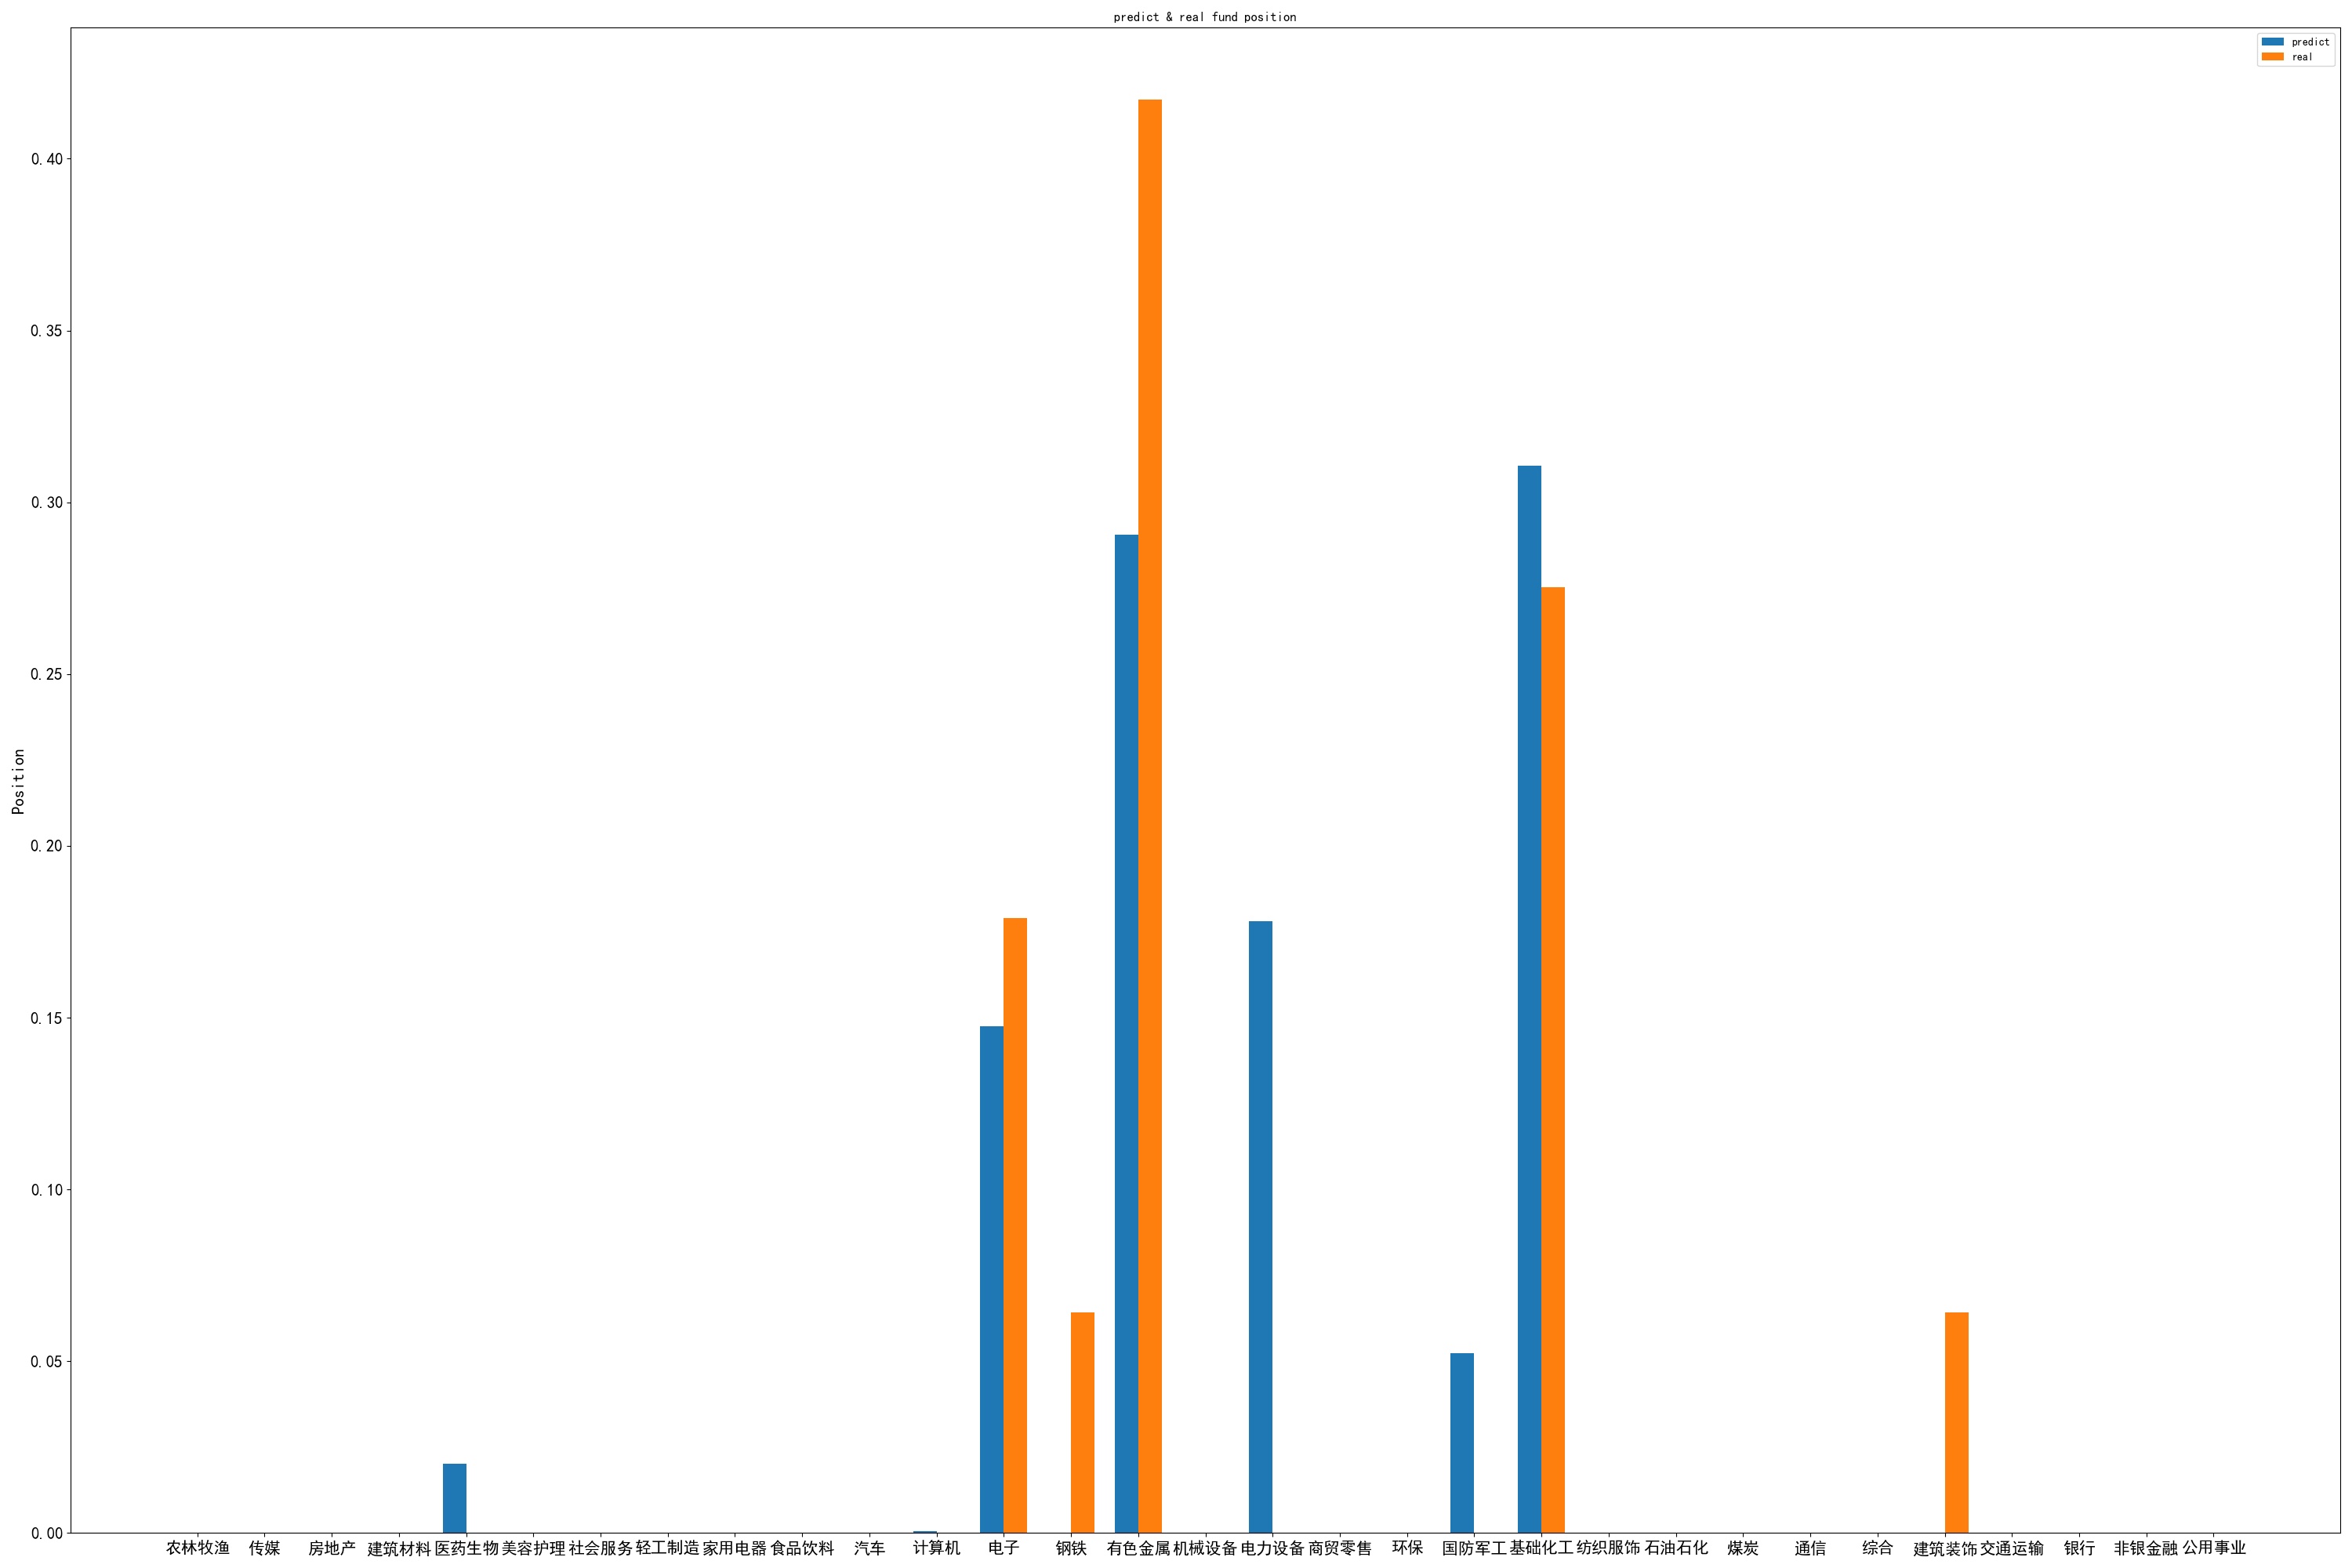 predict & real fund position
predict
real
0.40
0.35
0.30
0.25
0.20
0.15
0.10
0.05
0.00
Position
农林牧渔 传媒 房地产 建筑材料 医药生物 美容护理 社会服务 轻工制造 家用电器 食品饮料 汽车 计算机 电子 钢铁 有色金属 机械设备 电力设备 商贸零售 环保 国防军工 基础化工 纺织服饰 石油石化 煤炭 通信 综合 建筑装饰 交通运输 银行 非银金融 公用事业